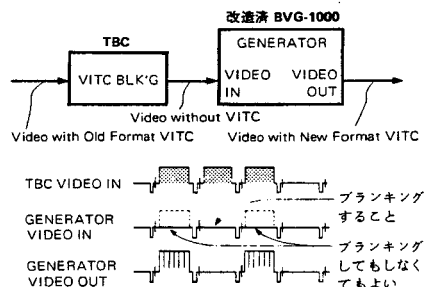 改造済 BVG-1000
TBC
GENERATOR
VITC BLK'G
VIDEO IN
VIDEO OUT
Video without VITC
Video with Old Format VITC
Video with New Format VITC
TBC VIDEO IN
GENERATOR VIDEO IN
GENERATOR VIDEO OUT
ブランキング
すること
ブランキング
してもしなく
てもよい